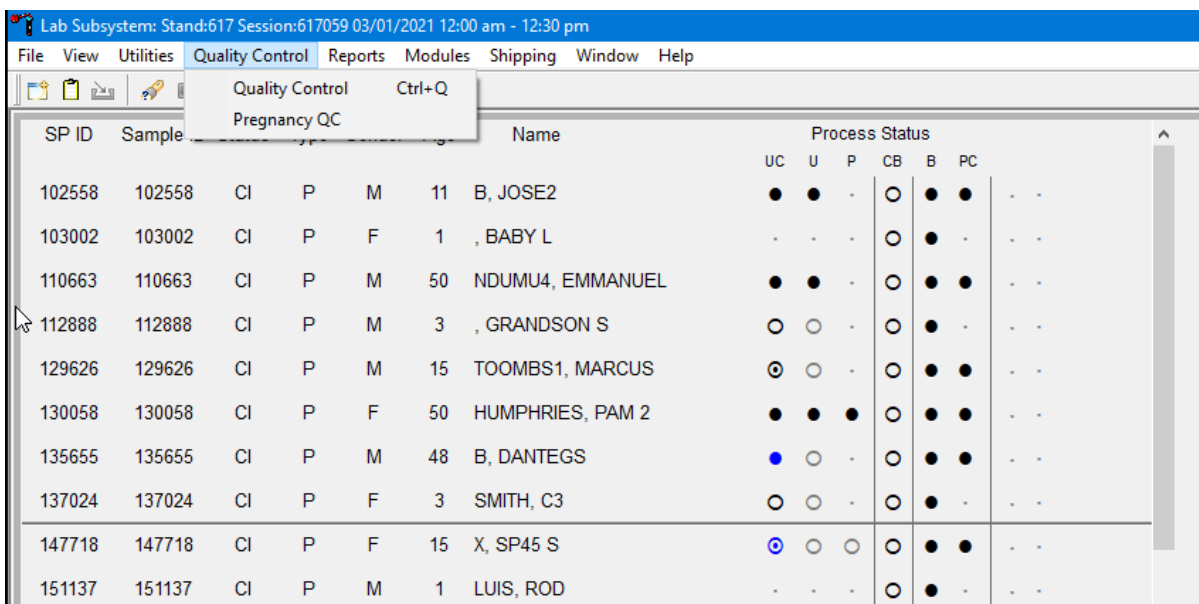 Lab Subsystem: Stand:617 Session:617059 03/01/2021 12:00 am - 12:30 pm
File View Utilities Quality Control Reports Modules Shipping Window Help
Quality Control Ctrl+Q
Pregnancy QC
SP ID Sample Name Process Status
UC U P CB B PC
102558 102558 CI P M 11 B, JOSE2
103002 103002 CI P F 1 , BABY L
110663 110663 CI P M 50 NDUMU4, EMMANUEL
112888 112888 CI P M 3 , GRANDSON S
129626 129626 CI P M 15 TOOMBS1, MARCUS
130058 130058 CI P F 50 HUMPHRIES, PAM 2
135655 135655 CI P M 48 B, DANTEGS
137024 137024 CI P F 3 SMITH, C3
147718 147718 CI P F 15 X, SP45 S
151137 151137 CI P M 1 LUIS, ROD